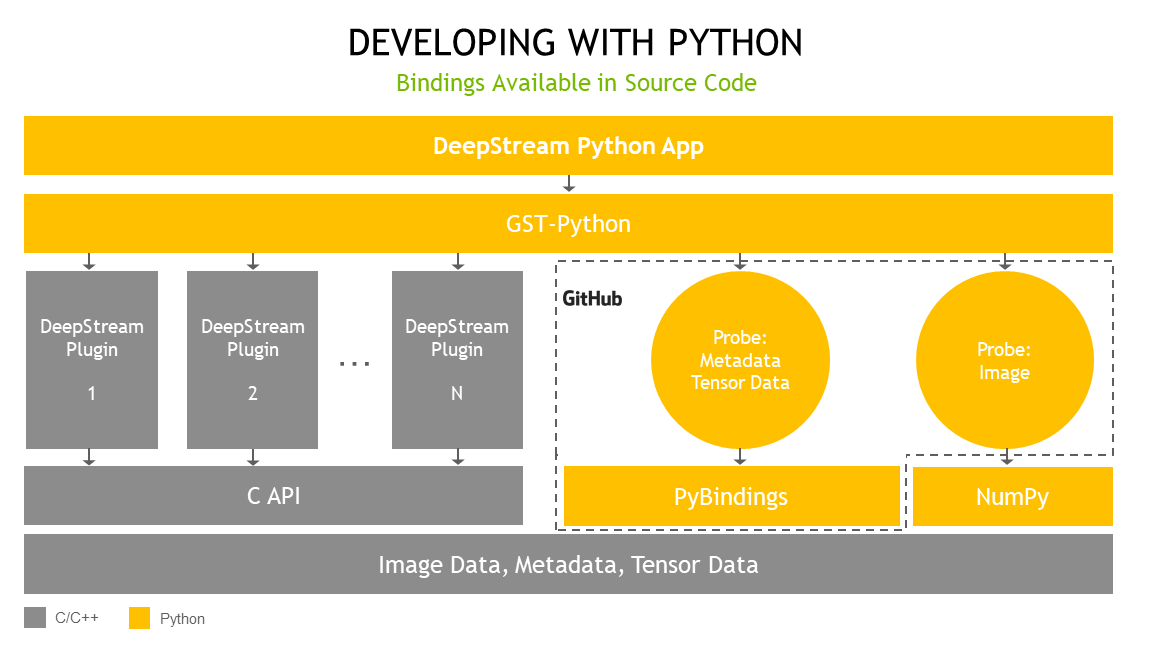 DEVELOPING WITH PYTHON
Bindings Available in Source Code
DeepStream Python App
GST-Python
DeepStream
Plugin
1
DeepStream
Plugin
2
...
DeepStream
Plugin
N
GitHub
Probe:
Metadata
Tensor Data
Probe:
Image
C API
PyBindings
NumPy
Image Data, Metadata, Tensor Data
C/C++
Python